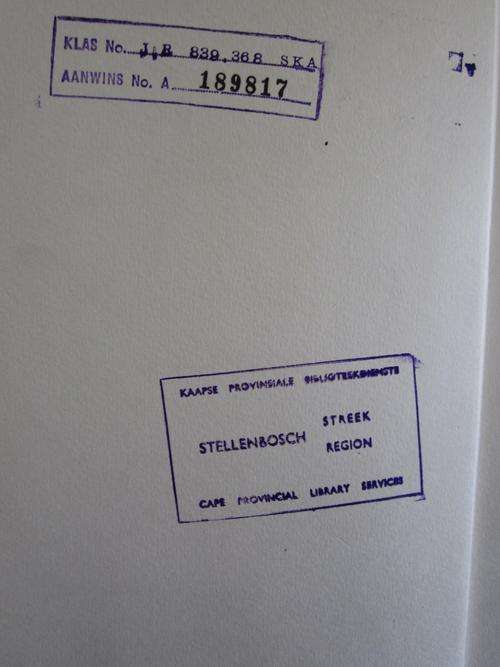 KLAS No. J,R 839.368 SKA
AANWINS No. A 189817
KAAPSE PROVINSIALE BIBLIOTEEKDIENSTE
STELLENBOSCH STREEK
REGION
CAPE PROVINCIAL LIBRARY SERVICES